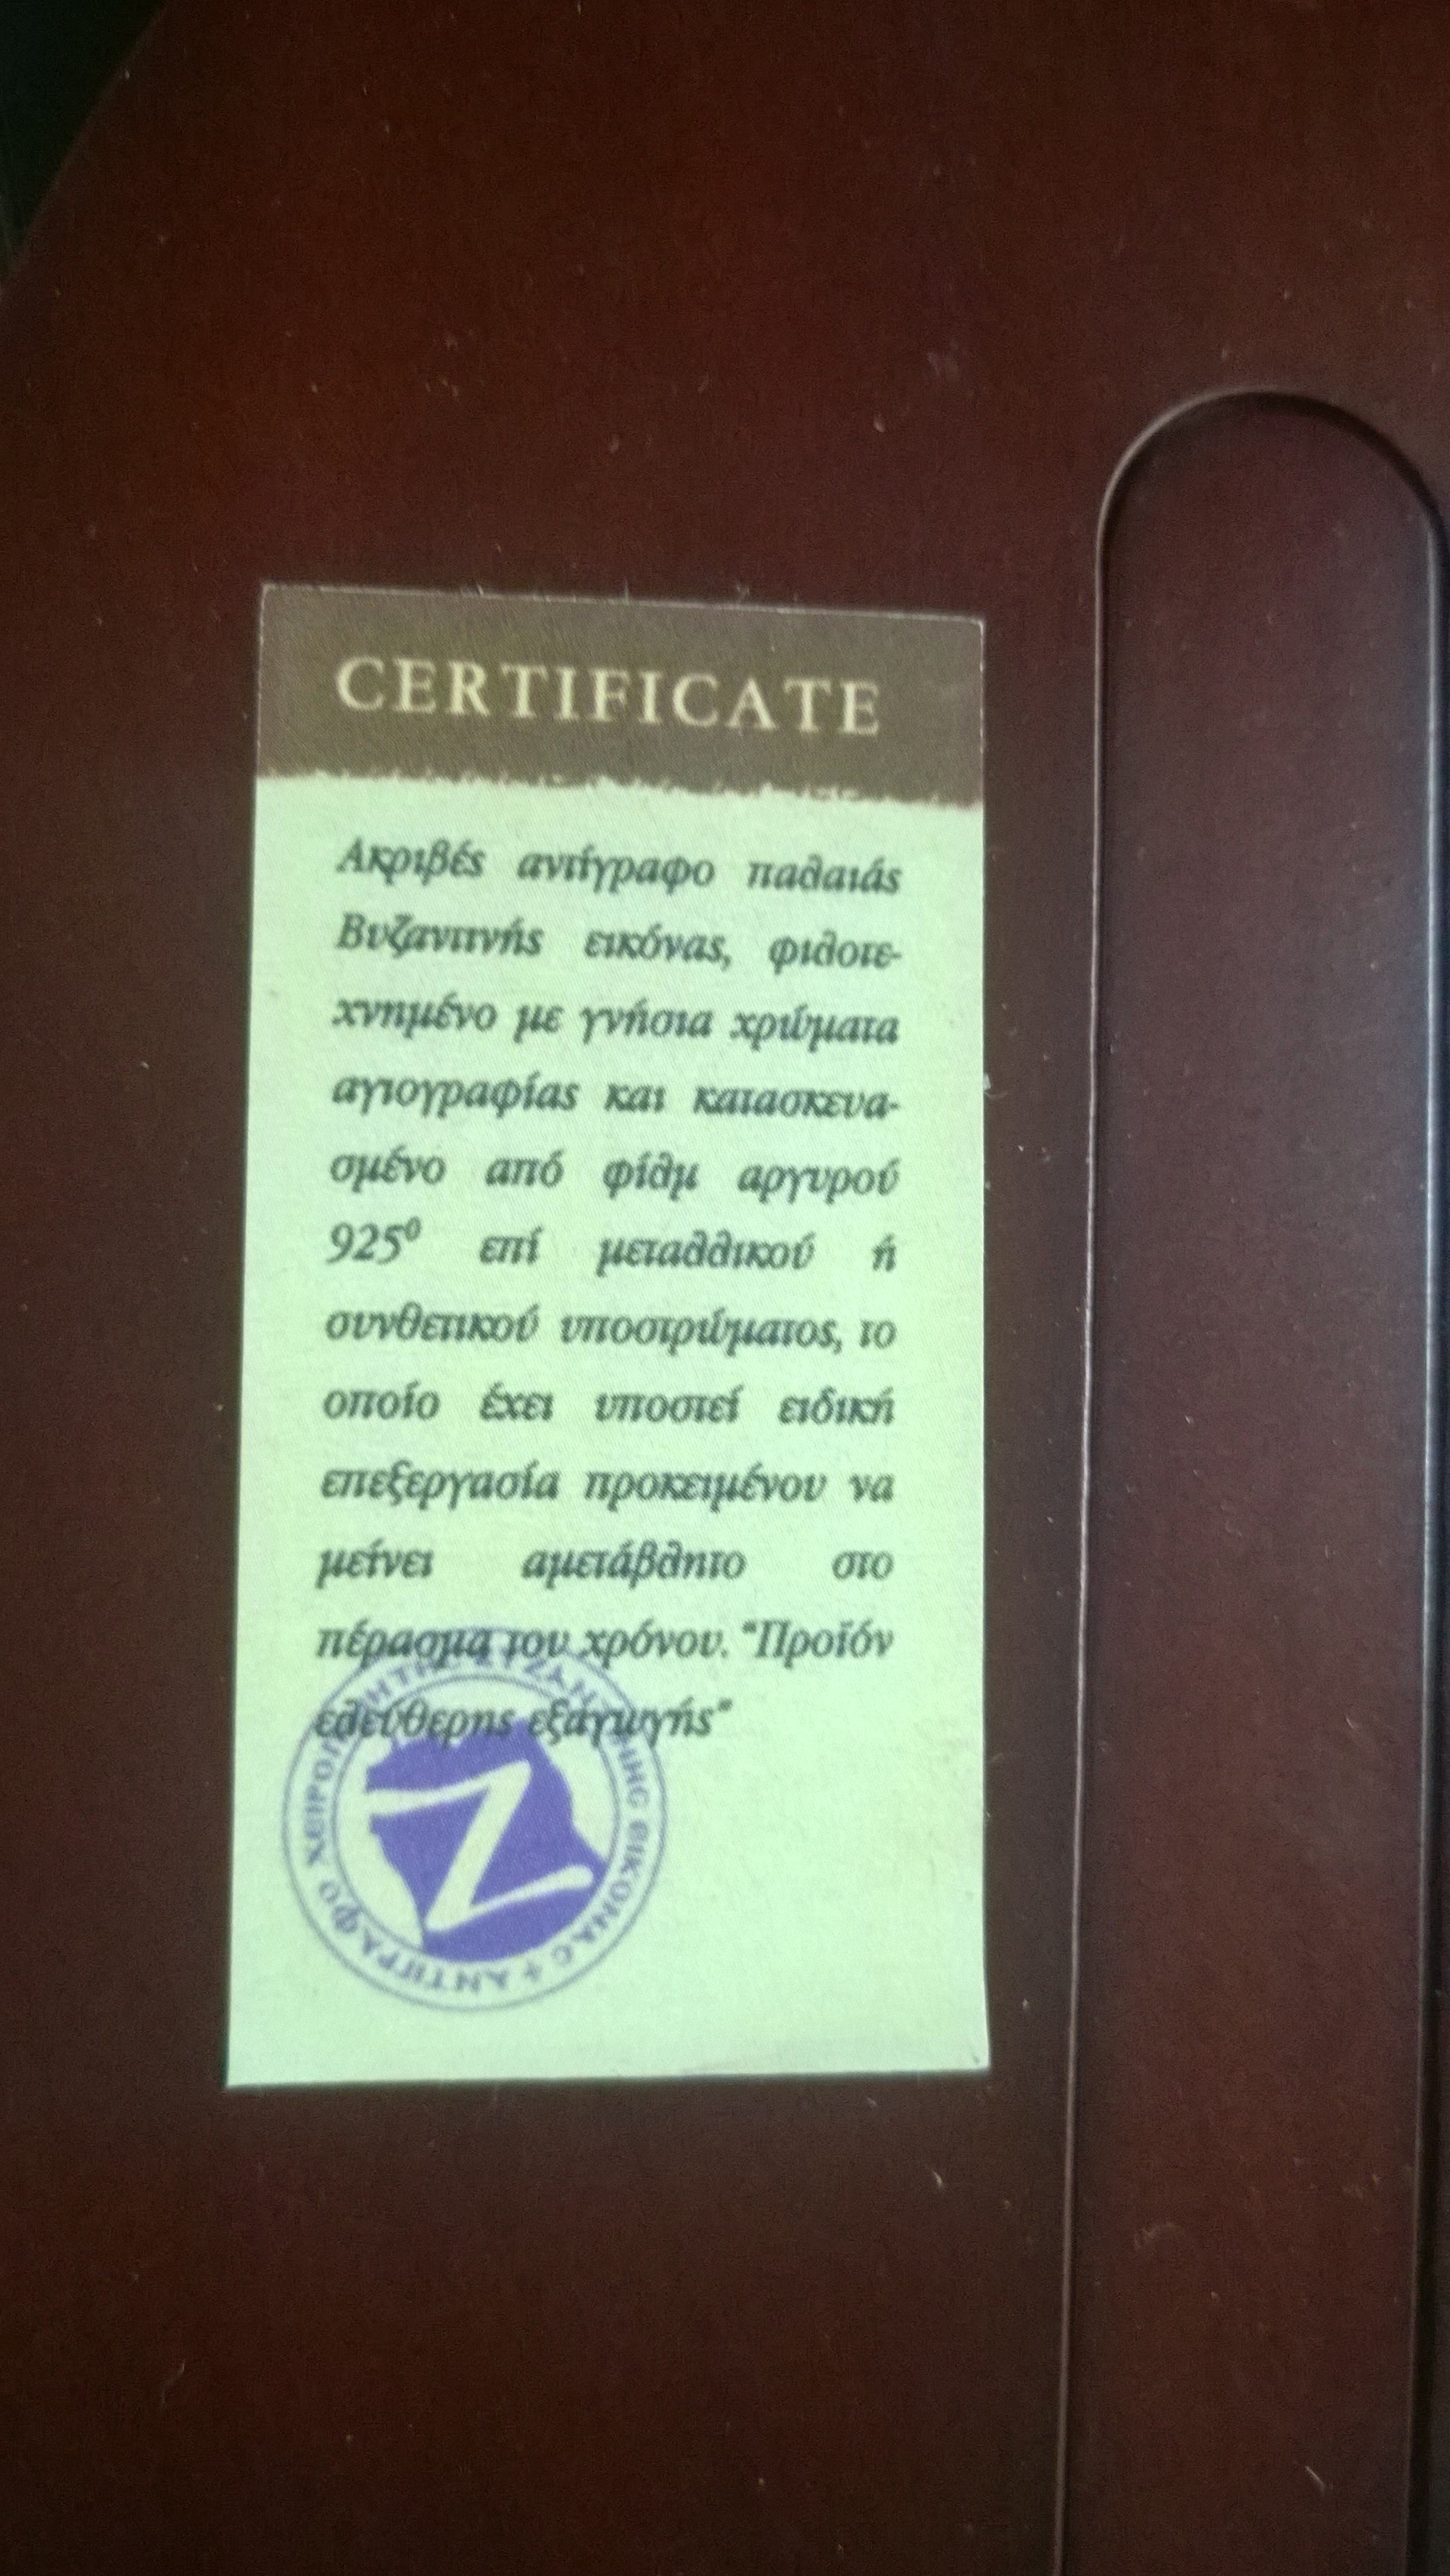 CERTIFICATE
Ακριβές αντίγραφο παλαιάς
Βυζαντινής εικόνας, φιλοτε-
χνημένο με γνήσια χρώματα
αγιογραφίας και κατασκευα-
σμένο από φίλμ αργυρού
925⁰ επί μεταλλικού ή
συνθετικού υποστρώματος, το
οποίο έχει υποστεί ειδική
επεξεργασία προκειμένου να
μείνει αμετάβλητο στο
πέρασμα του χρόνου. “Προϊόν
ελεύθερης εξαγωγής”
Z
ΕΙΚΟΝΑC + ΑΝΤΙΓΡΑΦΟ